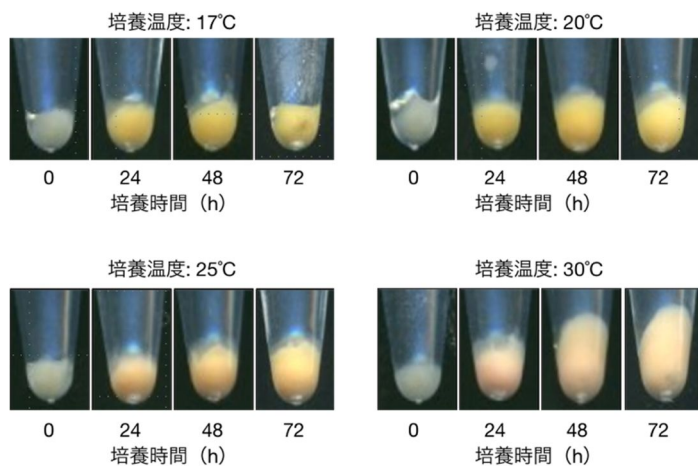 培養温度: 17℃
培養温度: 20℃
0 24 48 72
0 24 48 72
培養時間（h）
培養時間（h）
培養温度: 25℃
培養温度: 30℃
0 24 48 72
0 24 48 72
培養時間（h）
培養時間（h）